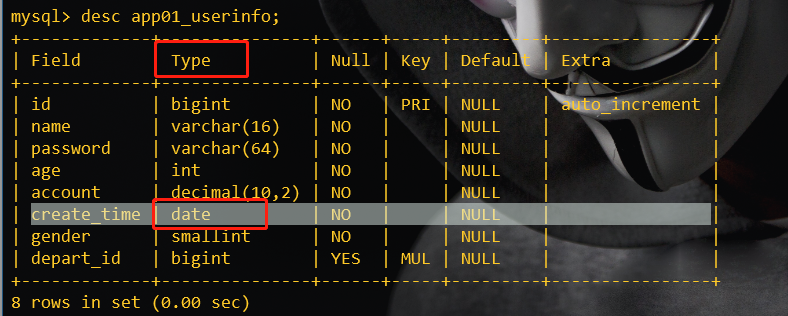 mysql> desc app01_userinfo;
+-------------+---------------+------+-----+---------+----------------+
| Field | Type | Null | Key | Default | Extra |
+-------------+---------------+------+-----+---------+----------------+
| id | bigint | NO | PRI | NULL | auto_increment |
| name | varchar(16) | NO | | NULL | |
| password | varchar(64) | NO | | NULL | |
| age | int | NO | | NULL | |
| account | decimal(10,2) | NO | | NULL | |
| create_time | date | NO | | NULL | |
| gender | smallint | NO | | NULL | |
| depart_id | bigint | YES | MUL | NULL | |
+-------------+---------------+------+-----+---------+----------------+
8 rows in set (0.00 sec)